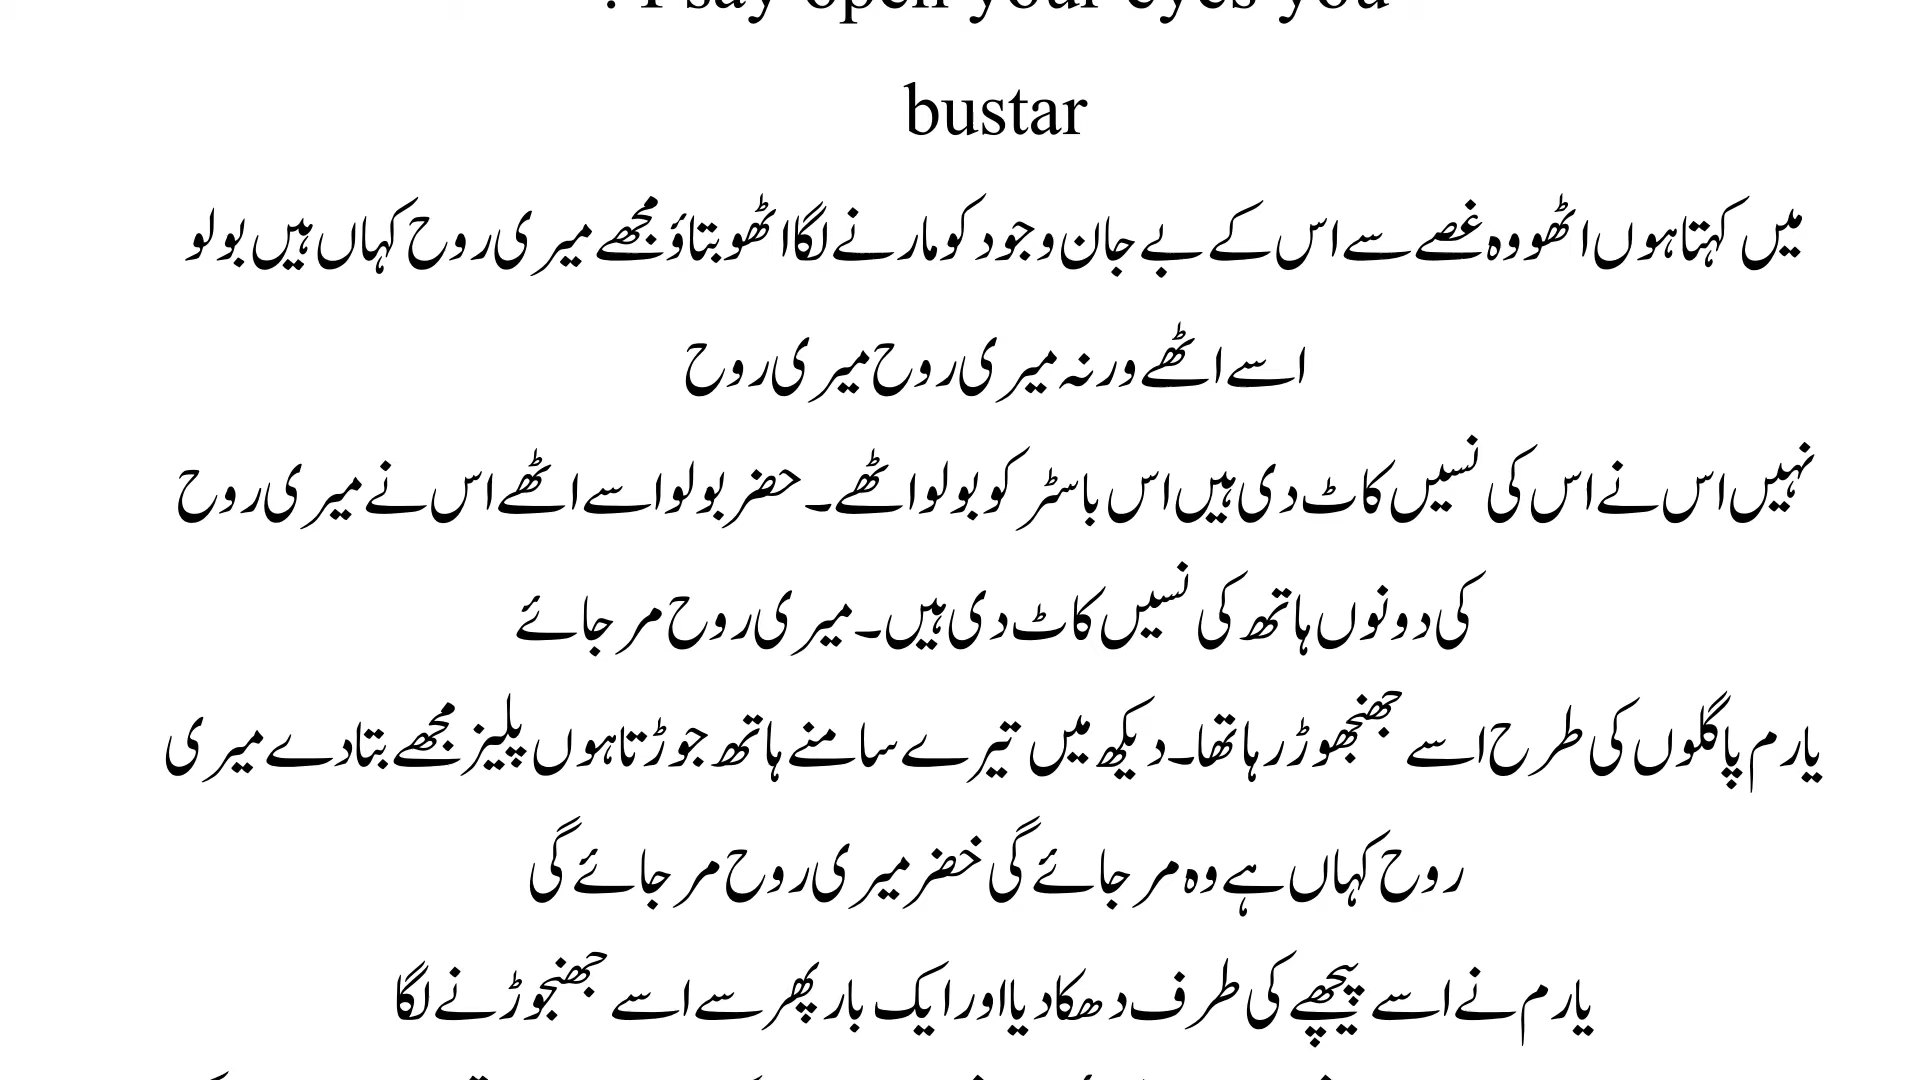 ! I say open your eyes you
bustar
میں کہتا ہوں اٹھو وہ غصے سے اس کے بے جان وجود کو مارنے لگا اٹھو بتاؤ مجھے میری روح کہاں ہیں بولو
اسے اٹھے ورنہ میری روح میری روح
نہیں اس نے اس کی نسیں کاٹ دی ہیں اس باسٹر کو بولو اٹھے۔ حضر بولو اسے اٹھے اس نے میری روح
کی دونوں ہاتھ کی نسیں کاٹ دی ہیں۔ میری روح مر جائے
یارم پاگلوں کی طرح اسے جھنجھوڑ رہا تھا۔ دیکھ میں تیرے سامنے ہاتھ جوڑتا ہوں پلیز مجھے بتا دے میری
روح کہاں ہے وہ مر جائے گی خضر میری روح مر جائے گی
یارم نے اسے پیچھے کی طرف دھکا دیا اور ایک بار پھر سے اسے جھنجوڑنے لگا